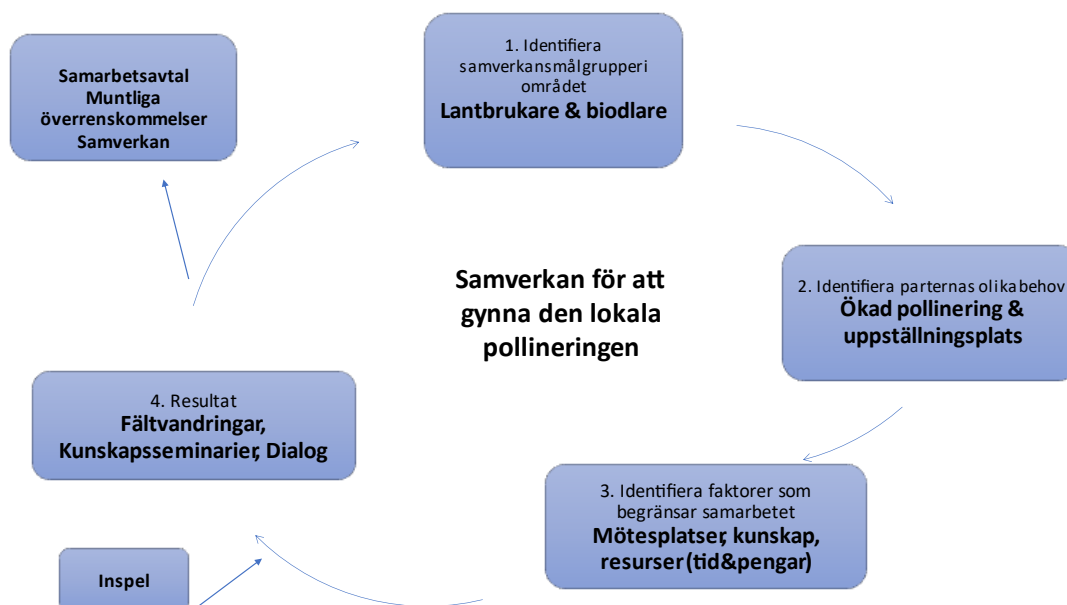 Samarbetsavtal
Muntliga
överrenskommelser
Samverkan
1. Identifiera
samverkansmålgrupperi
området
Lantbrukare & biodlare
Samverkan för att
gynna den lokala
pollineringen
2. Identifiera parternas olikabehov
Ökad pollinering &
uppställningsplats
3. Identifiera faktorer som
begränsar samarbetet
Mötesplatser, kunskap,
resurser(tid&pengar)
4. Resultat
Fältvandringar,
Kunskapsseminarier, Dialog
Inspel